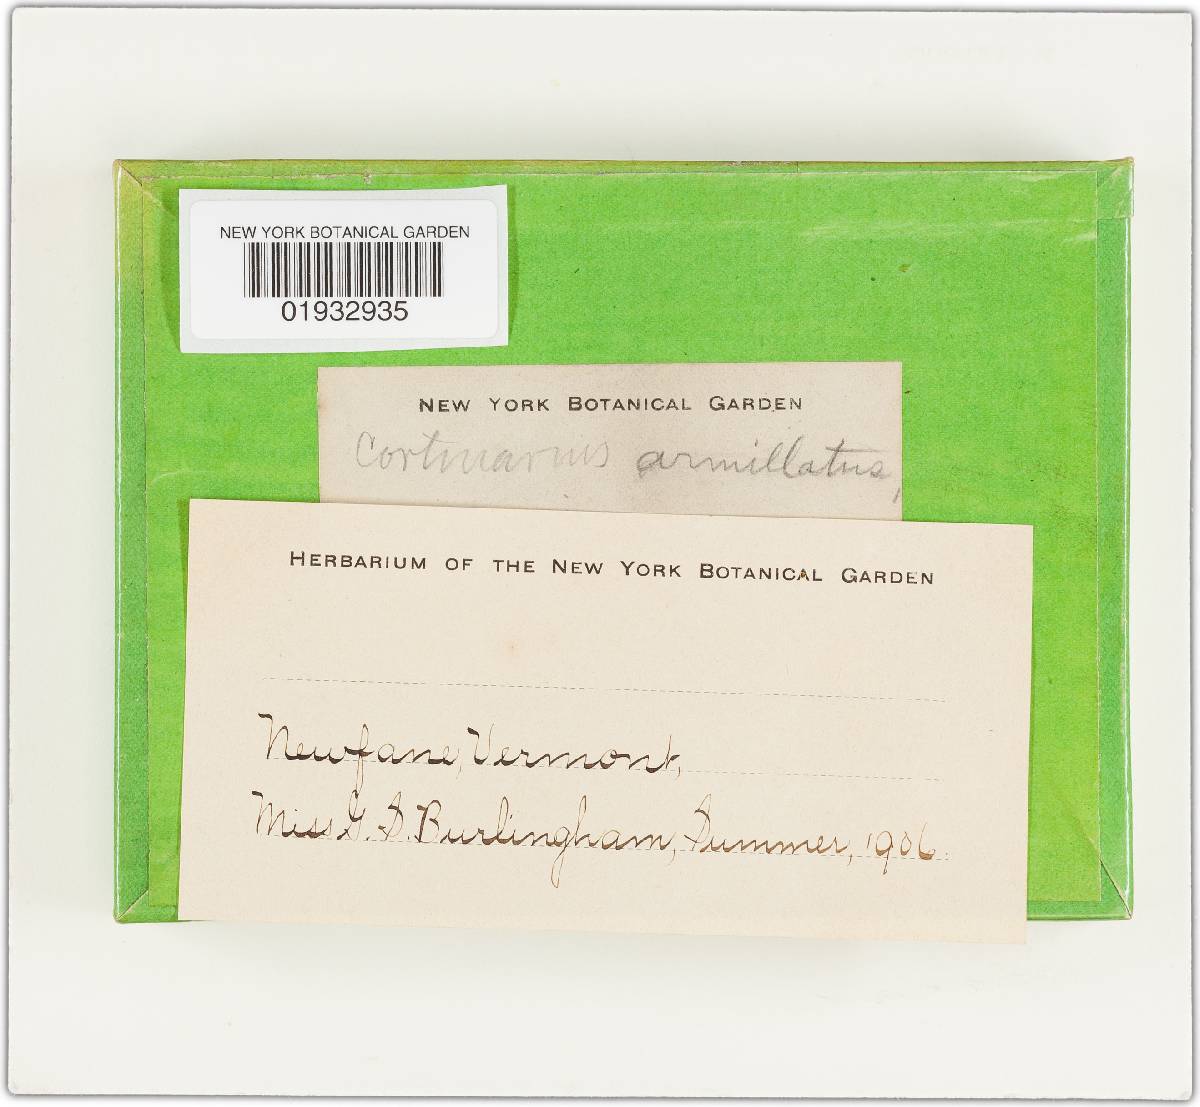 NEW YORK BOTANICAL GARDEN
01932935
NEW YORK BOTANICAL GARDEN
Cortinarius armillatus,
HERBARIUM OF THE NEW YORK BOTANICAL GARDEN
Newfane, Vermont,
Miss G. S. Burlingham, Summer, 1906.